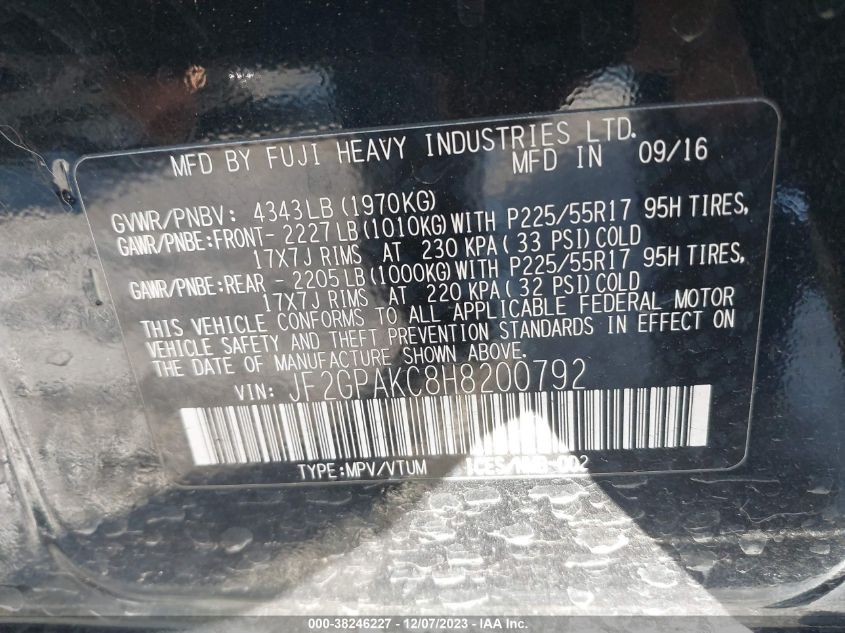 MFD BY FUJI HEAVY INDUSTRIES LTD.
MFD IN 09/16
GVWR/PNBV: 4343LB (1970KG)
GAWR/PNBE:FRONT- 2227 LB (1010KG) WITH P225/55R17 95H TIRES,
17X7J RIMS AT 230 KPA ( 33 PSI) COLD
GAWR/PNBE:REAR - 2205 LB (1000KG) WITH P225/55R17 95H TIRES,
17X7J RIMS AT 220 KPA ( 32 PSI) COLD
THIS VEHICLE CONFORMS TO ALL APPLICABLE FEDERAL MOTOR
VEHICLE SAFETY AND THEFT PREVENTION STANDARDS IN EFFECT ON
THE DATE OF MANUFACTURE SHOWN ABOVE.
VIN: JF2GPAKC8H8200792
TYPE:MPV/VTUM ICES/NMB-002
000-38246227 - 12/07/2023 - IAA Inc.